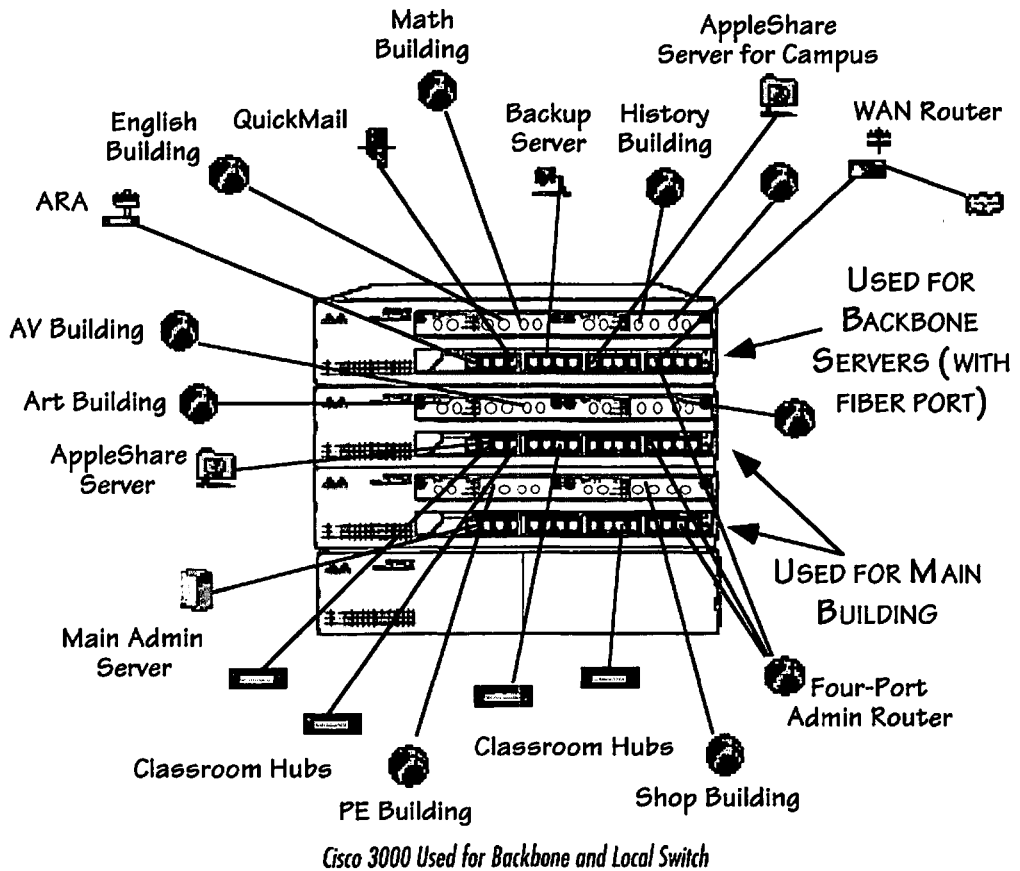 Math
Building
AppleShare
Server for Campus
English
Building
QuickMail
Backup
Server
History
Building
WAN Router
ARA
USED FOR
BACKBONE
SERVERS (WITH
FIBER PORT)
AV Building
Art Building
AppleShare
Server
USED FOR MAIN
BUILDING
Main Admin
Server
Four-Port
Admin Router
Classroom Hubs
Classroom Hubs
PE Building
Shop Building
Cisco 3000 Used for Backbone and Local Switch